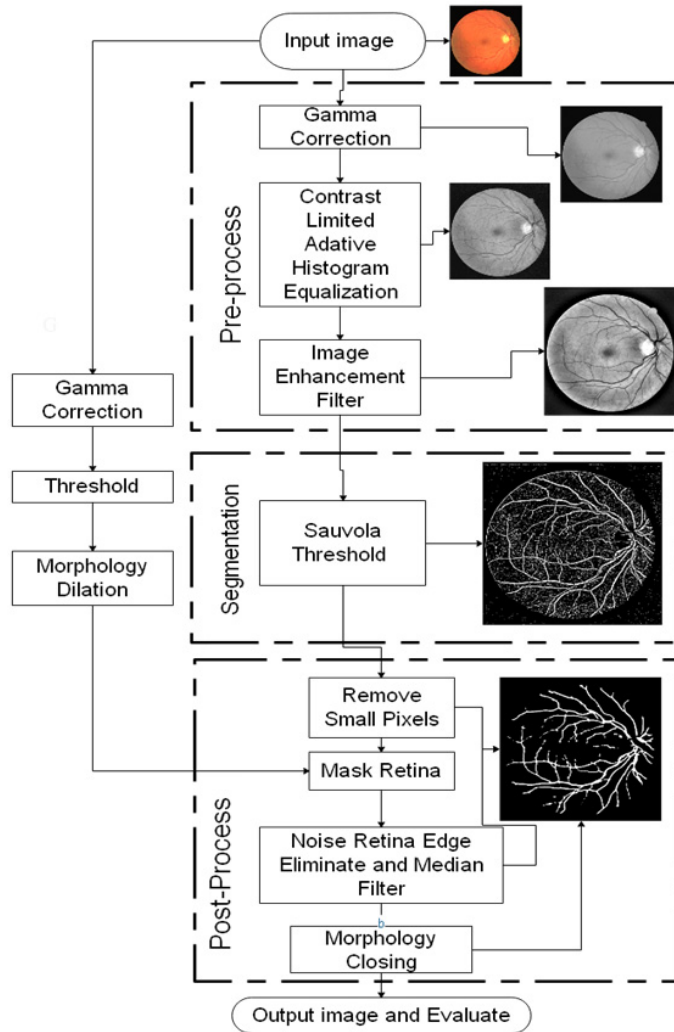 Input image
Gamma
Correction
Contrast
Limited
Adative
Histogram
Equalization
Image
Enhancement
Filter
Pre-process
Gamma
Correction
Threshold
Morphology
Dilation
G
Sauvola
Threshold
Segmentation
Remove
Small Pixels
Mask Retina
Noise Retina Edge
Eliminate and Median
Filter
b
Morphology
Closing
Post-Process
Output image and Evaluate